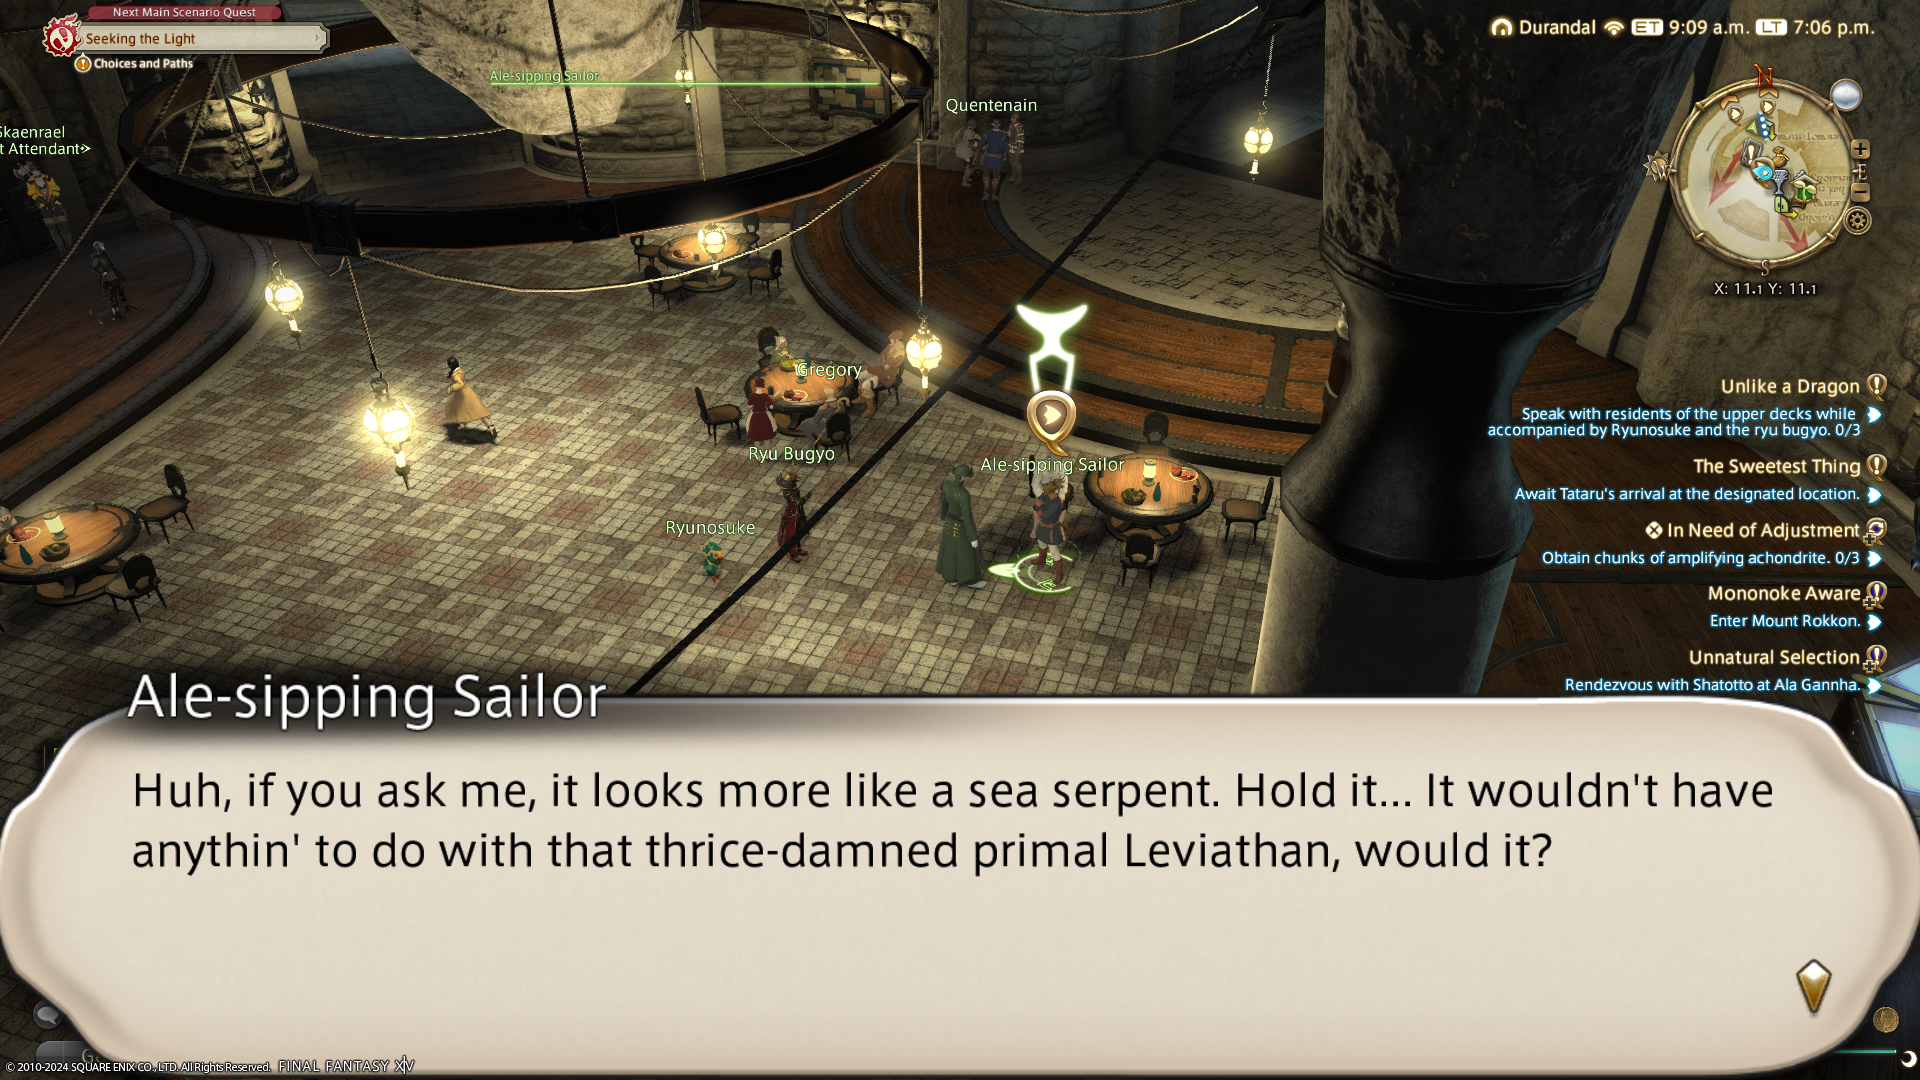 Next Main Scenario Quest
Seeking the Light
Choices and Paths
Durandal ET 9:09 a.m. LT 7:06 p.m.
Ale-sipping Sailor
Quentenain
Skaenrael
t Attendant
N
W
E
S
X: 11.1 Y: 11.1
Gregory
Ale-sipping Sailor
Ryu Bugyo
Ryunosuke
Unlike a Dragon
Speak with residents of the upper decks while
accompanied by Ryunosuke and the ryu bugyo. 0/3
The Sweetest Thing
Await Tataru's arrival at the designated location.
In Need of Adjustment
Obtain chunks of amplifying achondrite. 0/3
Mononoke Aware
Enter Mount Rokkon.
Unnatural Selection
Rendezvous with Shatotto at Ala Gannha.
Ale-sipping Sailor
Huh, if you ask me, it looks more like a sea serpent. Hold it... It wouldn't have
anythin' to do with that thrice-damned primal Leviathan, would it?
© 2010-2024 SQUARE ENIX CO., LTD. All Rights Reserved. FINAL FANTASY XIV